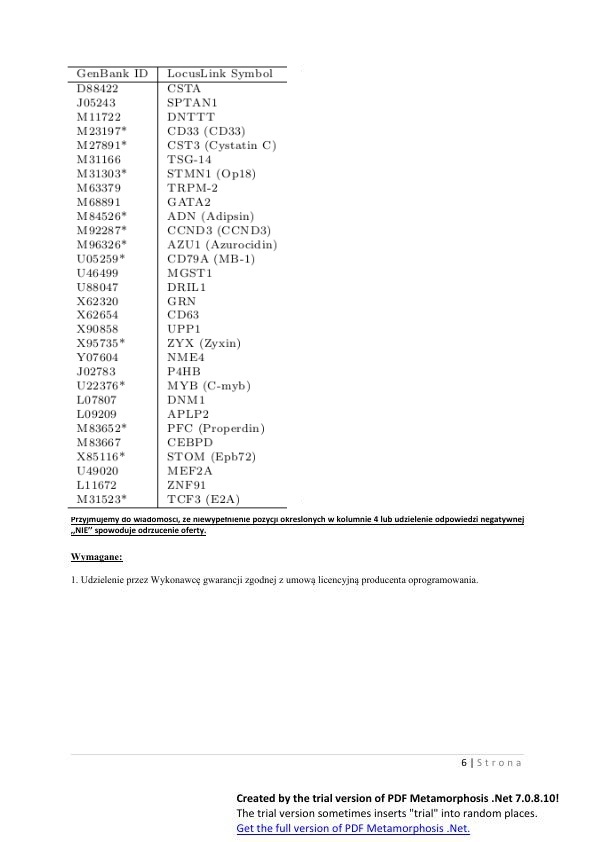 GenBank ID LocusLink Symbol
D88422 CSTA
J05243 SPTAN1
M11722 DNTTT
M23197* CD33 (CD33)
M27891* CST3 (Cystatin C)
M31166 TSG-14
M31303* STMN1 (Op18)
M63379 TRPM-2
M68891 GATA2
M84526* ADN (Adipsin)
M92287* CCND3 (CCND3)
M96326* AZU1 (Azurocidin)
U05259* CD79A (MB-1)
U46499 MGST1
U88047 DRIL1
X62320 GRN
X62654 CD63
X90858 UPP1
X95735* ZYX (Zyxin)
Y07604 NME4
J02783 P4HB
U22376* MYB (C-myb)
L07807 DNM1
L09209 APLP2
M83652* PFC (Properdin)
M83667 CEBPD
X85116* STOM (Epb72)
U49020 MEF2A
L11672 ZNF91
M31523* TCF3 (E2A)
Przyjmujemy do wiadomości, że niewypełnienie pozycji określonych w kolumnie 4 lub udzielenie odpowiedzi negatywnej
„NIE” spowoduje odrzucenie oferty.
Wymagane:
1. Udzielenie przez Wykonawcę gwarancji zgodnej z umową licencyjną producenta oprogramowania.
6 | Strona
Created by the trial version of PDF Metamorphosis .Net 7.0.8.10!
The trial version sometimes inserts "trial" into random places.
Get the full version of PDF Metamorphosis .Net.